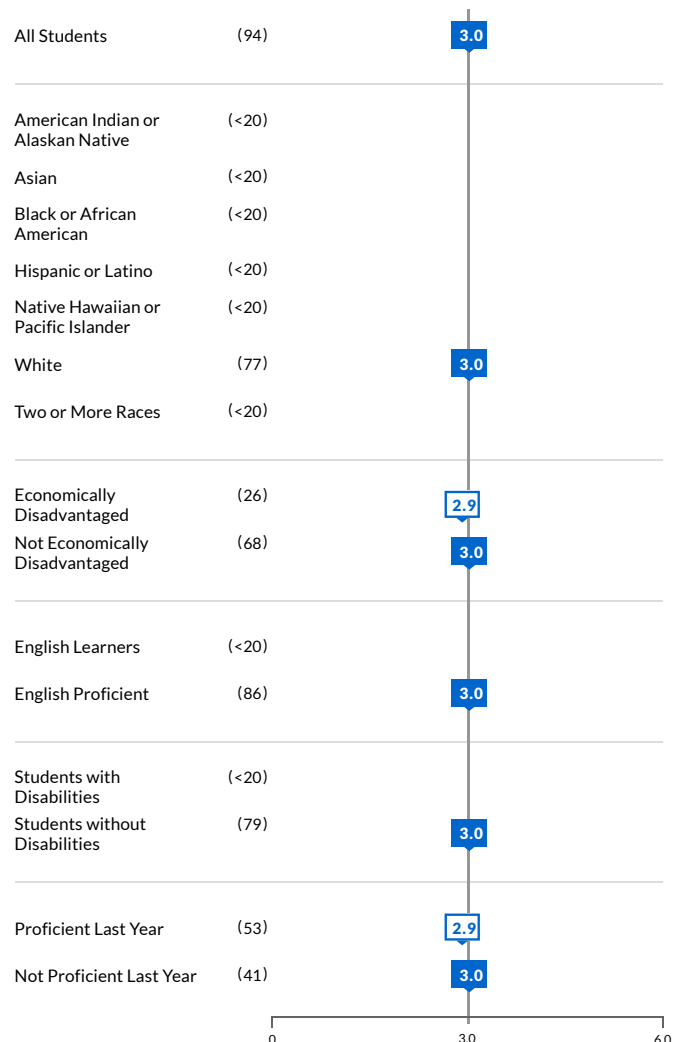 All Students (94) 3.0
American Indian or (<20)
Alaskan Native
Asian (<20)
Black or African (<20)
American
Hispanic or Latino (<20)
Native Hawaiian or (<20)
Pacific Islander
White (77) 3.0
Two or More Races (<20)
Economically (26) 2.9
Disadvantaged
Not Economically (68) 3.0
Disadvantaged
English Learners (<20)
English Proficient (86) 3.0
Students with (<20)
Disabilities
Students without (79) 3.0
Disabilities
Proficient Last Year (53) 2.9
Not Proficient Last Year (41) 3.0
0 3.0 6.0